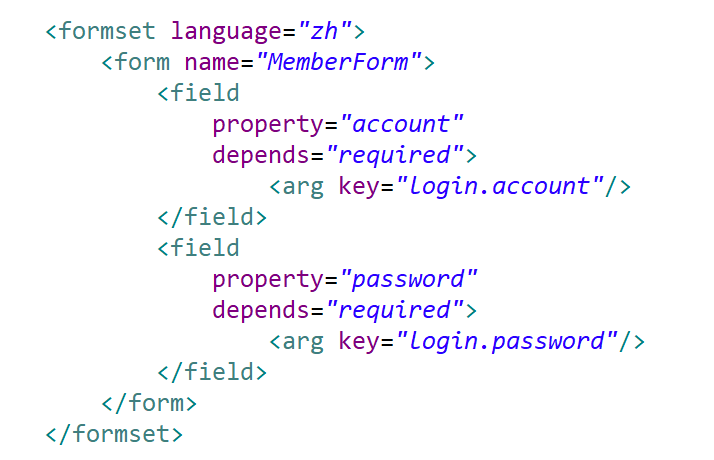 <formset language="zh">
    <form name="MemberForm">
        <field
            property="account"
            depends="required">
                <arg key="login.account"/>
        </field>
        <field
            property="password"
            depends="required">
                <arg key="login.password"/>
        </field>
    </form>
</formset>